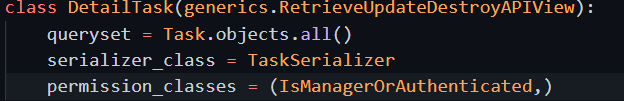 class DetailTask(generics.RetrieveUpdateDestroyAPIView):
    queryset = Task.objects.all()
    serializer_class = TaskSerializer
    permission_classes = (IsManagerOrAuthenticated,)